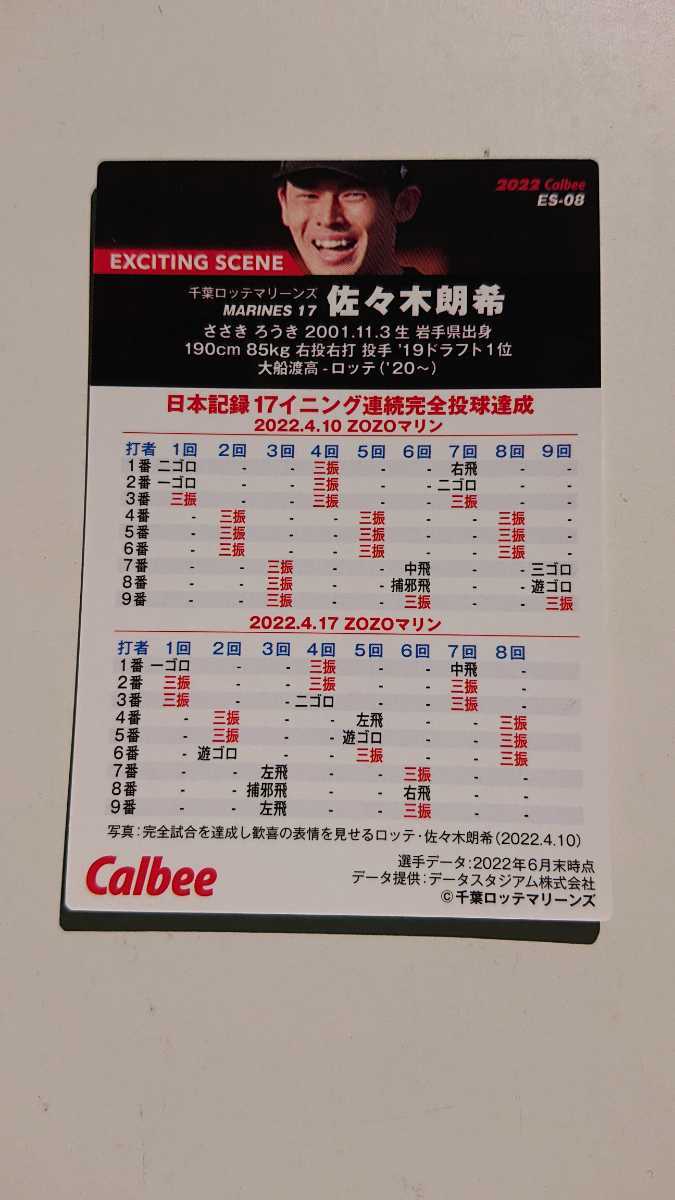 2022 Calbee
ES-08
EXCITING SCENE
千葉ロッテマリーンズ
MARINES 17 佐々木朗希
ささき ろうき 2001.11.3生 岩手県出身
190cm 85kg 右投右打 投手 '19ドラフト1位
大船渡高-ロッテ('20〜)
日本記録17イニング連続完全投球達成
2022.4.10 ZOZOマリン
打者 1回 2回 3回 4回 5回 6回 7回 8回 9回
1番 二ゴロ - - 三振 - - 右飛 - -
2番 一ゴロ - - 三振 - - 二ゴロ - -
3番 三振 - - 三振 - - 三振 - -
4番 - 三振 - - 三振 - - 三振 -
5番 - 三振 - - 三振 - - 三振 -
6番 - 三振 - - 三振 - - 三振 -
7番 - - 三振 - - 中飛 - - 三ゴロ
8番 - - 三振 - - 捕邪飛 - - 遊ゴロ
9番 - - 三振 - - 三振 - - 三振
2022.4.17 ZOZOマリン
打者 1回 2回 3回 4回 5回 6回 7回 8回
1番 一ゴロ - - 三振 - - 中飛 -
2番 三振 - - 三振 - - 三振 -
3番 三振 - - 二ゴロ - - 三振 -
4番 - 三振 - - 左飛 - - 三振
5番 - 三振 - - 遊ゴロ - - 三振
6番 - 遊ゴロ - - 三振 - - 三振
7番 - - 左飛 - - 三振 - -
8番 - - 捕邪飛 - - 右飛 - -
9番 - - 左飛 - - 三振 - -
写真:完全試合を達成し歓喜の表情を見せるロッテ・佐々木朗希(2022.4.10)
Calbee
選手データ:2022年6月末時点
データ提供:データスタジアム株式会社
©千葉ロッテマリーンズ